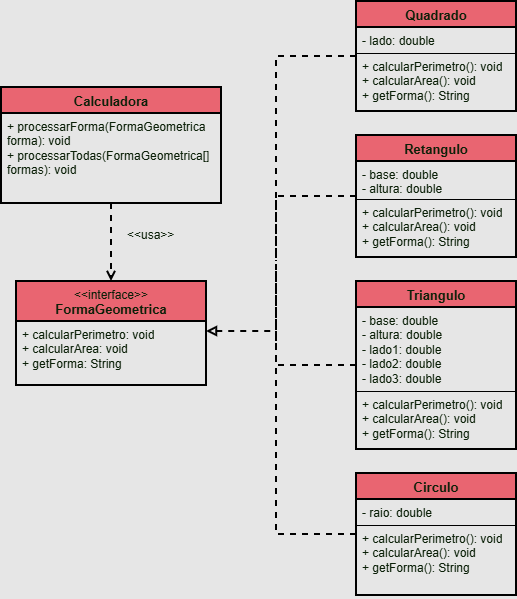 Calculadora
+ processarForma(FormaGeometrica
forma): void
+ processarTodas(FormaGeometrica[]
formas): void
<<usa>>
<<interface>>
FormaGeometrica
+ calcularPerimetro: void
+ calcularArea: void
+ getForma: String
Quadrado
- lado: double
+ calcularPerimetro(): void
+ calcularArea(): void
+ getForma(): String
Retangulo
- base: double
- altura: double
+ calcularPerimetro(): void
+ calcularArea(): void
+ getForma(): String
Triangulo
- base: double
- altura: double
- lado1: double
- lado2: double
- lado3: double
+ calcularPerimetro(): void
+ calcularArea(): void
+ getForma(): String
Circulo
- raio: double
+ calcularPerimetro(): void
+ calcularArea(): void
+ getForma(): String